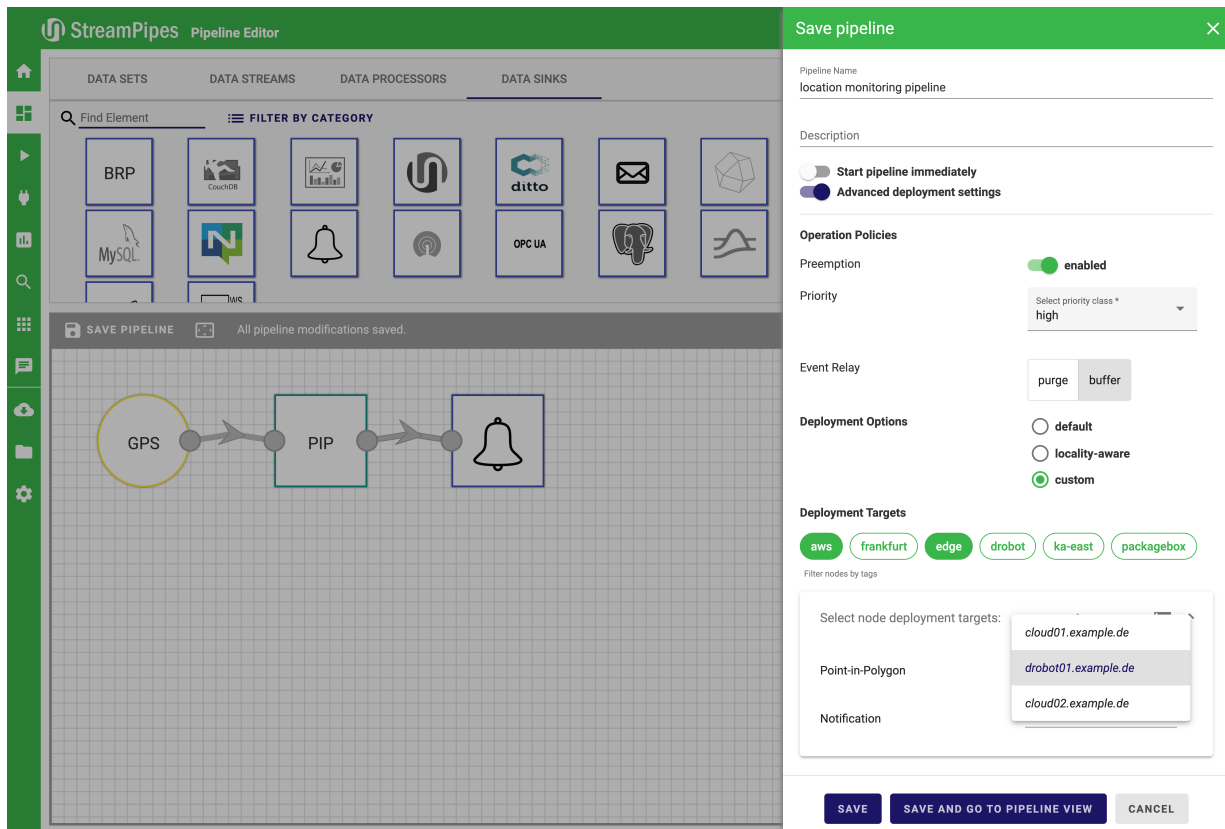 StreamPipes Pipeline Editor
DATA SETS DATA STREAMS DATA PROCESSORS DATA SINKS
Find Element FILTER BY CATEGORY
BRP CouchDB ditto
MySQL N OPC UA
WS
SAVE PIPELINE All pipeline modifications saved.
GPS PIP
Save pipeline
Pipeline Name
location monitoring pipeline
Description
Start pipeline immediately
Advanced deployment settings
Operation Policies
Preemption enabled
Priority Select priority class *
high
Event Relay purge buffer
Deployment Options default
locality-aware
custom
Deployment Targets
aws frankfurt edge drobot ka-east packagebox
Filter nodes by tags
Select node deployment targets:
cloud01.example.de
Point-in-Polygon drobot01.example.de
cloud02.example.de
Notification
SAVE SAVE AND GO TO PIPELINE VIEW CANCEL